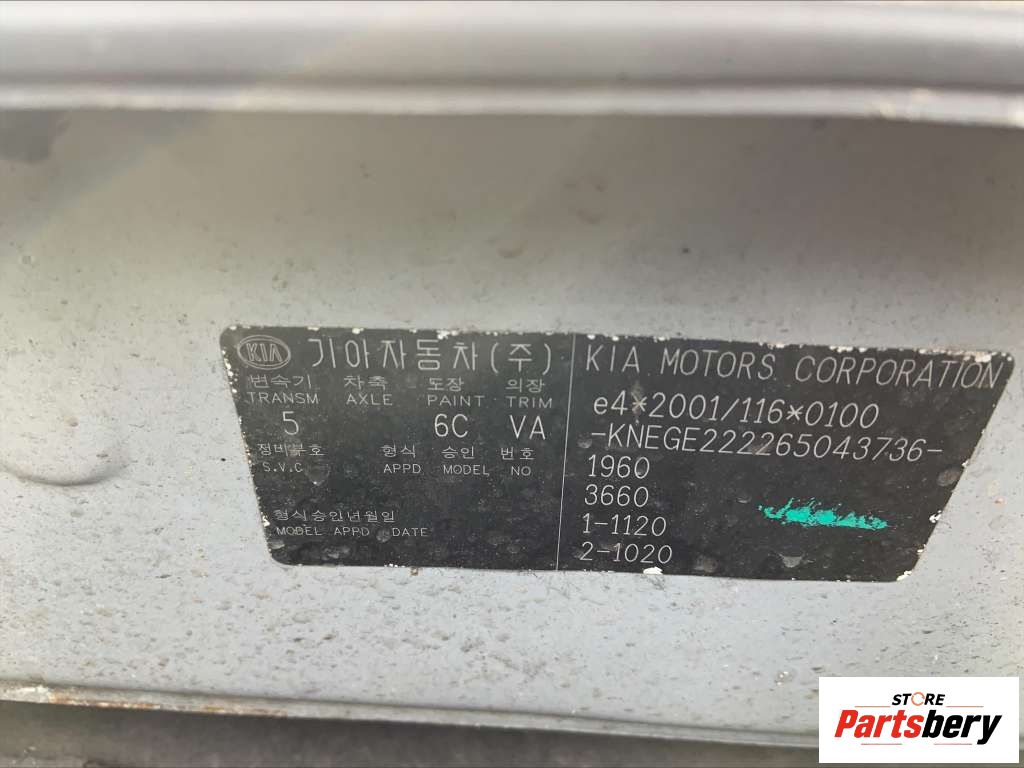 KIA 기아자동차(주)
변속기 차축 도장 의장
TRANSM AXLE PAINT TRIM
5 6C VA
정비부호 형식 승인 번호
S.V.C APPD MODEL NO
형식승인년월일
MODEL APPD DATE
KIA MOTORS CORPORATION
e4*2001/116*0100
-KNEGE222265043736-
1960
3660
1-1120
2-1020
STORE
Partsbery